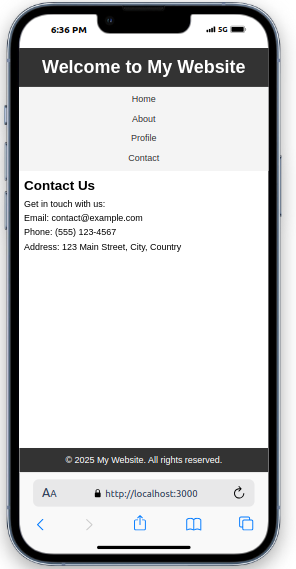 6:36 PM
5G
Welcome to My Website
Home
About
Profile
Contact
Contact Us
Get in touch with us:
Email: contact@example.com
Phone: (555) 123-4567
Address: 123 Main Street, City, Country
© 2025 My Website. All rights reserved.
AA http://localhost:3000